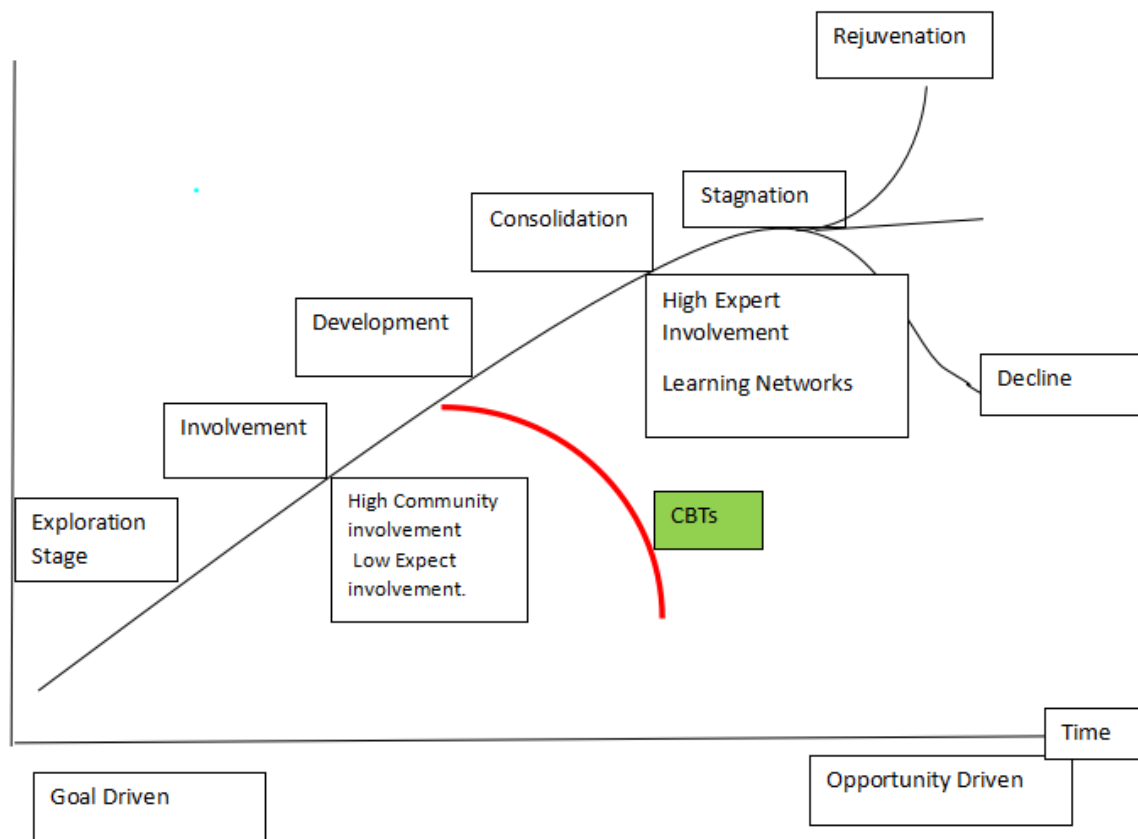 Rejuvenation
Stagnation
Consolidation
High Expert
Involvement
Learning Networks
Development
Decline
Involvement
High Community
involvement
Low Expect
involvement.
CBTs
Exploration
Stage
Time
Opportunity Driven
Goal Driven